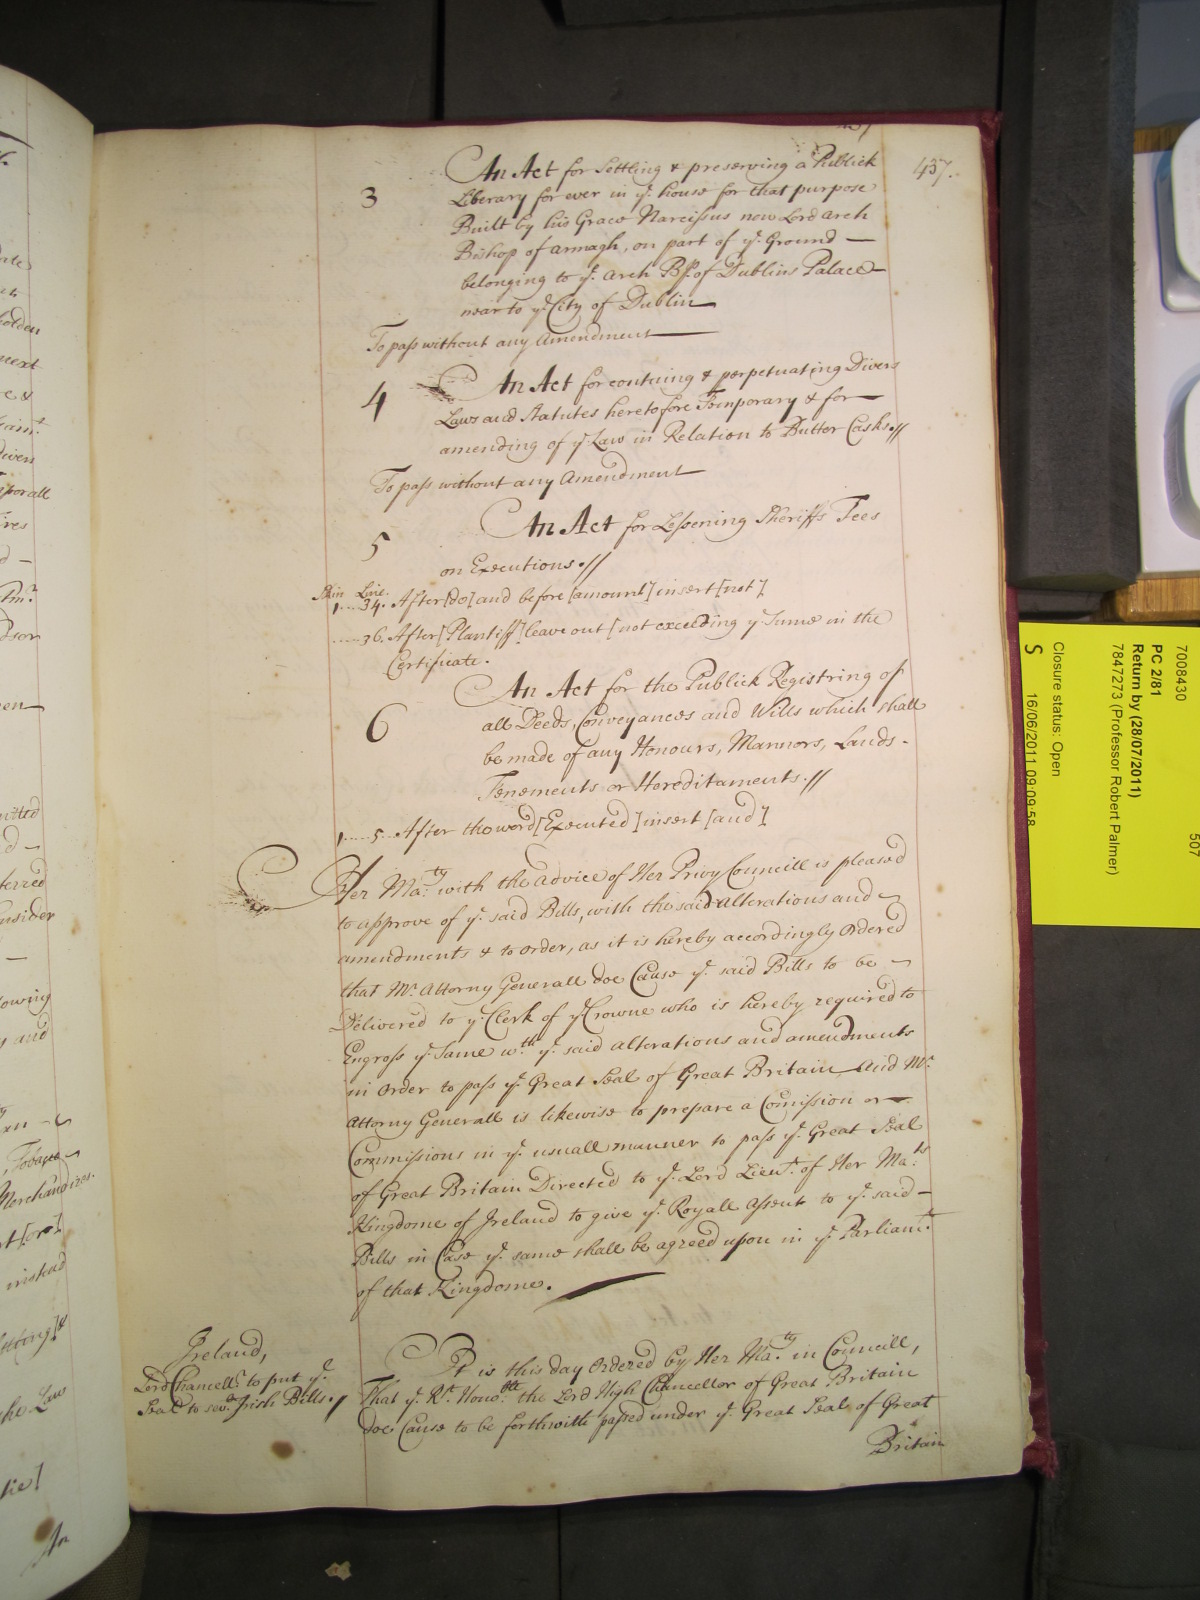 437.
3 An Act for Settling & preserving a Publick
Liberary for ever in ye. house for that purpose
Built by his Grace Narcissus now Lord Arch
Bishop of Armagh, on part of ye. Ground —
belonging to ye. Arch Bp. of Dublins Palace—
near to ye. City of Dublin—
To pass without any Amendment—
4 An Act for contuing & perpetuating Divers
Laws and Statutes heretofore Temporary & for—
amending of ye. Law in Relation to Butter Casks.//
To pass without any Amendment
5 An Act for Lessening Sheriffs Fees
on Executions.//
Skin Line.
1....34. After [do] and before [amount] insert [not]
.....36. After [Plantiff] leave out [not exceeding ye. Sume in the
Certificate.
6 An Act for the Publick Registring of
all Deeds, Conveyances and Wills which shall
be made of any Honours, Mannors, Lands-
Tenements or Hereditaments.//
1......5. After the word [Executed] insert [and]
Her Maty. with the advice of Her Privy Councill is pleased
to approve of ye. said Bills, with the said alterations and
amendments & to order, as it is hereby accordingly Ordered
that Mr. Attorny Generall doe Cause ye. said Bills to be
Delivered to ye. Clerk of ye Crowne who is hereby required to
Engross ye. Same wth. ye. said alterations and amendments
in Order to pass ye. Great Seal of Great Britain And Mr.
Attorny Generall is likewise to prepare a Comission or—
Commissions in ye. usuall manner to pass ye. Great Seal
of Great Britain Directed to ye. Lord Lieut. of Her Mats.
Kingdome of Ireland to give ye. Royall Assent to ye. said—
Bills in Case ye. same shall be agreed upon in ye. Parliamt.
of that Kingdome.
Ireland,
Lord Chancellr. to put ye.
Seal to sevll. Irish Bills.
It is this day Ordered by Her Maty. in Councill,
That ye. Rt. Honoble. the Lord High Chancellor of Great Britain
doe Cause to be forthwith passed under ye. Great Seal of Great
Britain
7008430
507
PC 2/81
Return by (28/07/2011)
7847273 (Professor Robert Palmer)
Closure status: Open
S 16/06/2011 09:09:58